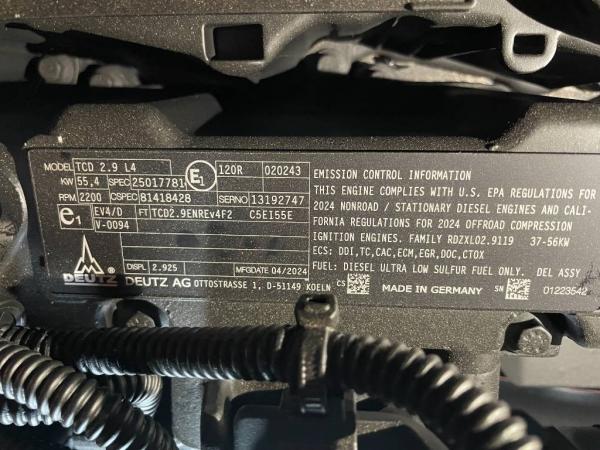 MODEL TCD 2.9 L4
KW 55,4 SPEC 25017781 E1 120R 020243
RPM 2200 CSPEC 81418428 SERNO 13192747
e1 EV4/D FT TCD2.9ENREv4F2 C5E155E
V-0094
DEUTZ
DISPL 2.925 MFGDATE 04/2024
DEUTZ AG OTTOSTRASSE 1, D-51149 KOELN CS
EMISSION CONTROL INFORMATION
THIS ENGINE COMPLIES WITH U.S. EPA REGULATIONS FOR
2024 NONROAD / STATIONARY DIESEL ENGINES AND CALI-
FORNIA REGULATIONS FOR 2024 OFFROAD COMPRESSION
IGNITION ENGINES. FAMILY RDZXL02.9119 37-56KW
ECS: DDI,TC,CAC,ECM,EGR,DOC,CTOX
FUEL: DIESEL ULTRA LOW SULFUR FUEL ONLY. DEL ASSY
MADE IN GERMANY SN 01223542